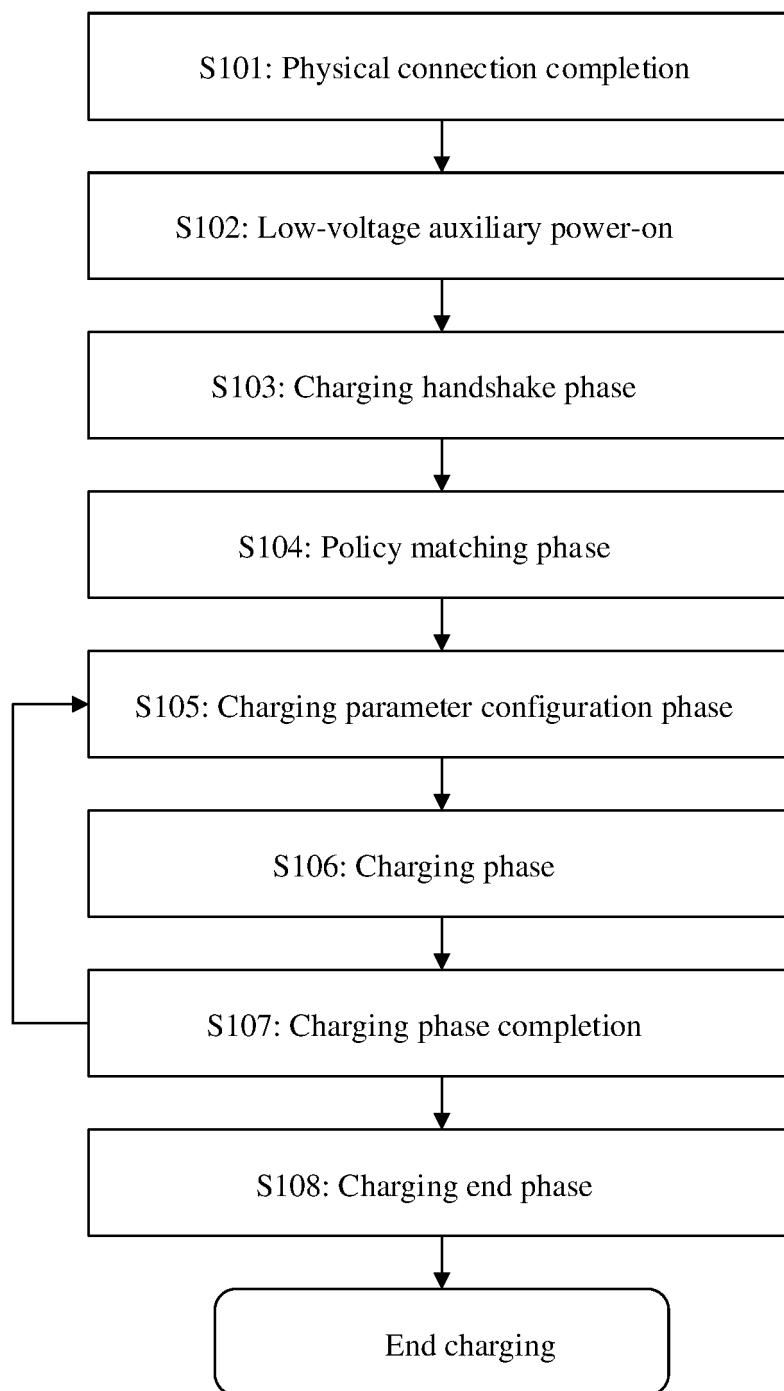 S101: Physical connection completion
S102: Low-voltage auxiliary power-on
S103: Charging handshake phase
S104: Policy matching phase
S105: Charging parameter configuration phase
S106: Charging phase
S107: Charging phase completion
S108: Charging end phase
End charging